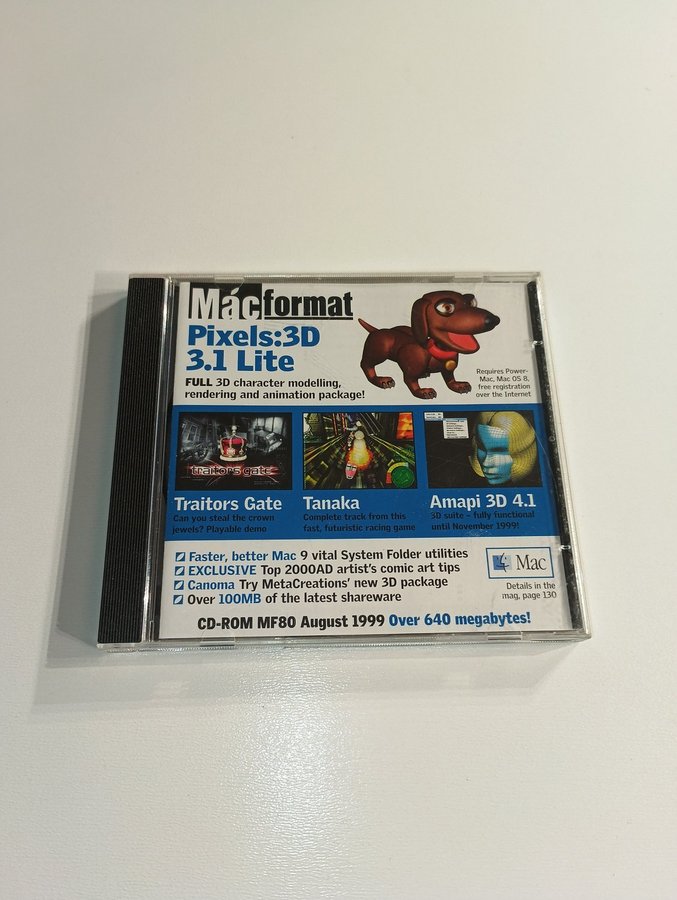 Mácformat
Pixels:3D
3.1 Lite
FULL 3D character modelling,
rendering and animation package!
Requires Power-
Mac, Mac OS 8,
free registration
over the Internet
traitors gate
Traitors Gate
Can you steal the crown
jewels? Playable demo
Tanaka
Complete track from this
fast, futuristic racing game
Amapi 3D 4.1
3D suite – fully functional
until November 1999!
Faster, better Mac 9 vital System Folder utilities
EXCLUSIVE Top 2000AD artist's comic art tips
Canoma Try MetaCreations' new 3D package
Over 100MB of the latest shareware
Mac
Details in the
mag, page 130
CD-ROM MF80 August 1999 Over 640 megabytes!